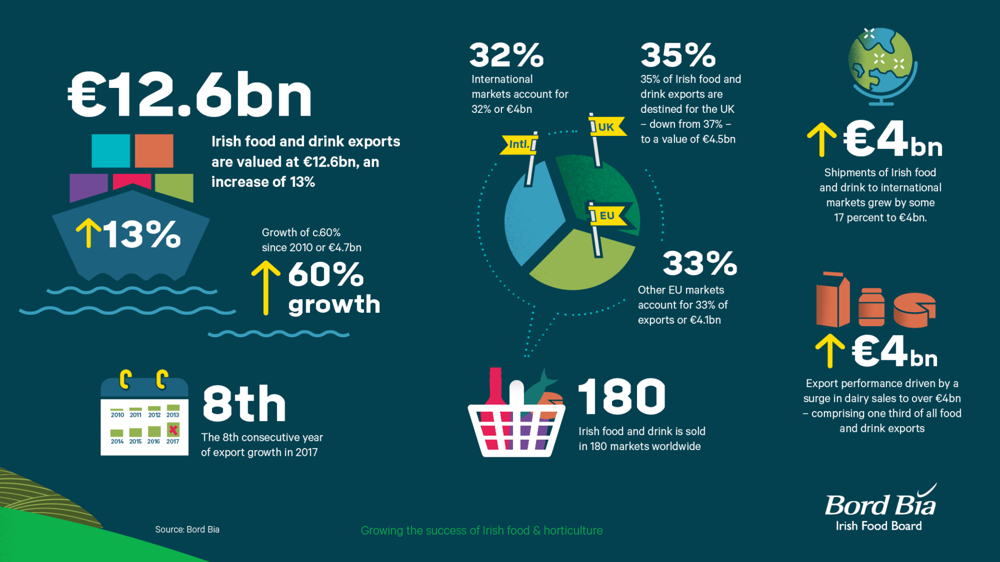 €12.6bn
Irish food and drink exports
are valued at €12.6bn, an
increase of 13%
13%
Growth of c.60%
since 2010 or €4.7bn
60%
growth
2010 2011 2012 2013
2014 2015 2016 2017
8th
The 8th consecutive year
of export growth in 2017
32%
International
markets account for
32% or €4bn
35%
35% of Irish food and
drink exports are
destined for the UK
– down from 37% –
to a value of €4.5bn
Intl.
UK
EU
33%
Other EU markets
account for 33% of
exports or €4.1bn
180
Irish food and drink is sold
in 180 markets worldwide
€4bn
Shipments of Irish food
and drink to international
markets grew by some
17 percent to €4bn.
€4bn
Export performance driven by a
surge in dairy sales to over €4bn
– comprising one third of all food
and drink exports
Source: Bord Bia
Growing the success of Irish food & horticulture
Bord Bia
Irish Food Board